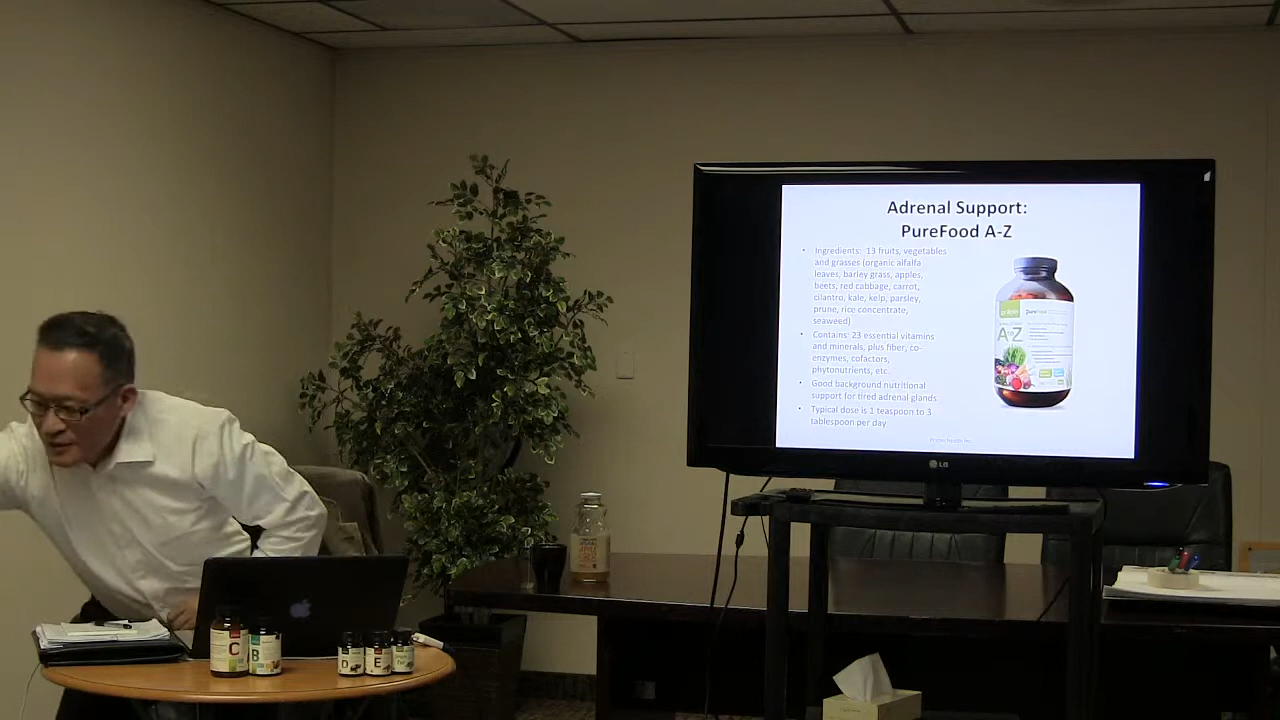 Adrenal Support:
PureFood A-Z
• Ingredients: 13 fruits, vegetables
and grasses (organic alfalfa
leaves, barley grass, apples,
beets, red cabbage, carrot,
cilantro, kale, kelp, parsley,
prune, rice concentrate,
seaweed)
• Contains: 23 essential vitamins
and minerals, plus fiber, co-
enzymes, cofactors,
phytonutrients, etc.
• Good background nutritional
support for tired adrenal glands
• Typical dose is 1 teaspoon to 3
tablespoon per day
purefood
A to Z
LG
C
B
D
E